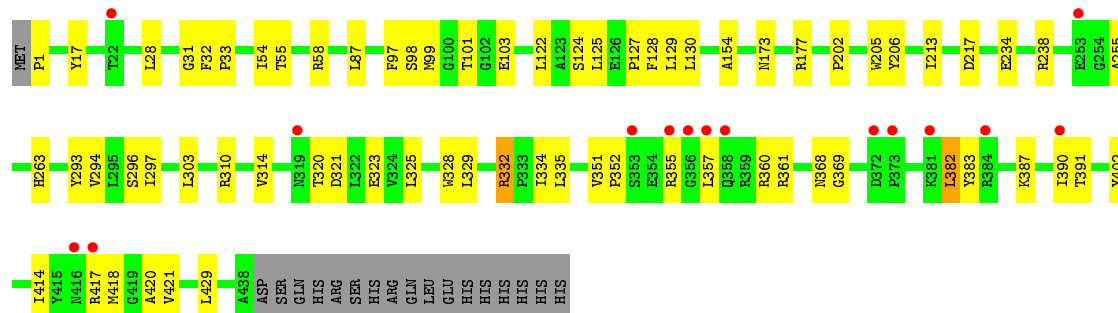 MET P1 Y17 T22 L28 G31 F32 P33 I54 T55 R58 L87 F97 S98 M99 G100 T101 G102 E103 L122 A123 S124 L125 E126 P127 F128 L129 L130 A154 N173 R177 P202 W205 Y206 I213 D217 E234 R238 E253 G254 A255
H263 Y293 V294 L295 S296 I297 L303 R310 V314 N319 T320 D321 L322 E323 V324 L325 W328 L329 R332 P333 I334 L335 V351 P352 S353 E354 R355 G356 L357 Q358 R359 R360 R361 N368 G369 D372 P373 K381 L382 Y383 R384 K387 I390 T391
I414 Y415 N416 R417 M418 G419 A420 V421 L429 A438 ASP SER GLN HIS ARG SER HIS ARG GLN LEU GLU HIS HIS HIS HIS HIS HIS